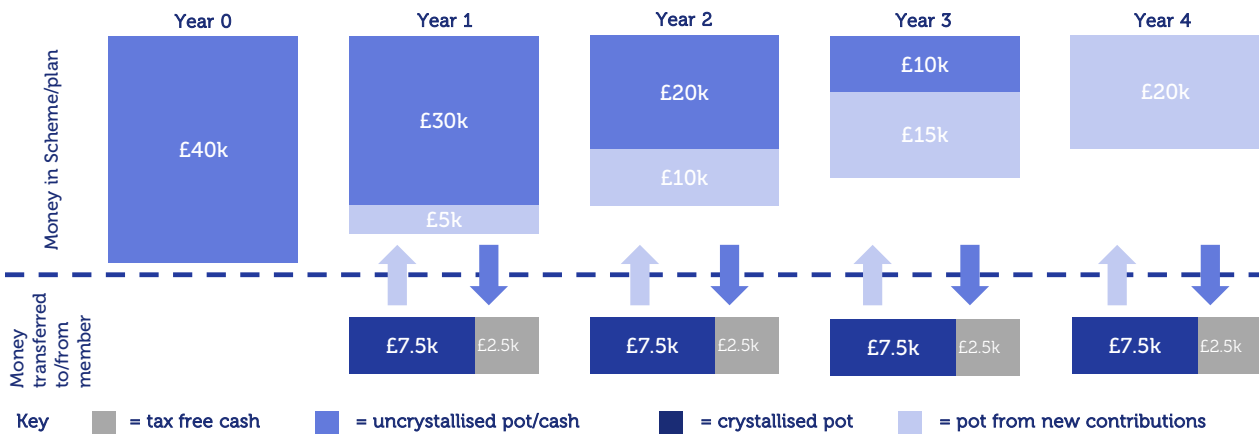 Year 0
Year 1
Year 2
Year 3
Year 4
Money in Scheme/plan
£40k
£30k
£5k
£20k
£10k
£10k
£15k
£20k
Money
transferred
to/from
member
£7.5k
£2.5k
£7.5k
£2.5k
£7.5k
£2.5k
£7.5k
£2.5k
Key
= tax free cash
= uncrystallised pot/cash
= crystallised pot
= pot from new contributions